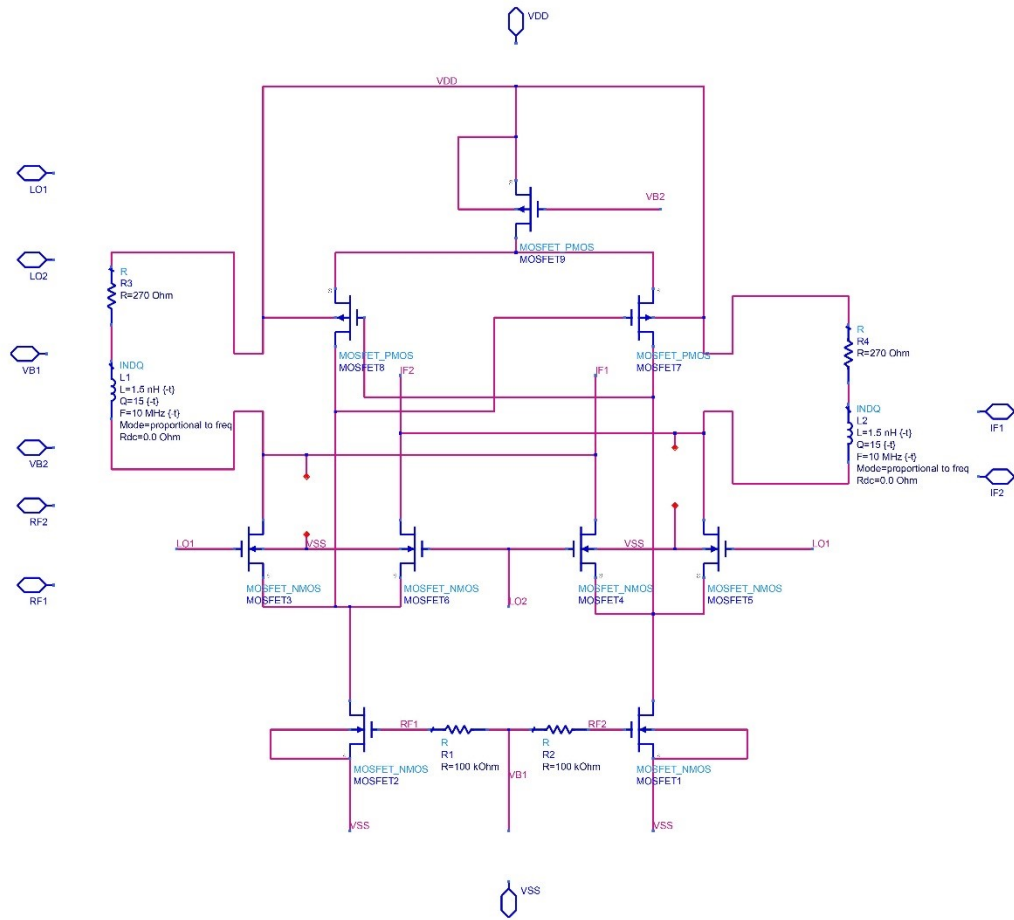 VDD
VDD
LO1
VB2
MOSFET_PMOS
MOSFET9
LO2
R
R3
R=270 Ohm
R
R4
R=270 Ohm
VB1
MOSFET_PMOS
MOSFET8
MOSFET_PMOS
MOSFET7
INDQ
L1
L=1.5 nH {-t}
Q=15 {-t}
F=10 MHz {-t}
Mode=proportional to freq
Rdc=0.0 Ohm
IF2
IF1
INDQ
L2
L=1.5 nH {-t}
Q=15 {-t}
F=10 MHz {-t}
Mode=proportional to freq
Rdc=0.0 Ohm
IF1
IF2
VB2
RF2
LO1
VSS
VSS
LO1
RF1
MOSFET_NMOS
MOSFET3
MOSFET_NMOS
MOSFET6
LO2
MOSFET_NMOS
MOSFET4
MOSFET_NMOS
MOSFET5
RF1
RF2
R
R1
R=100 kOhm
R
R2
R=100 kOhm
MOSFET_NMOS
MOSFET2
VB1
MOSFET_NMOS
MOSFET1
VSS
VSS
VSS